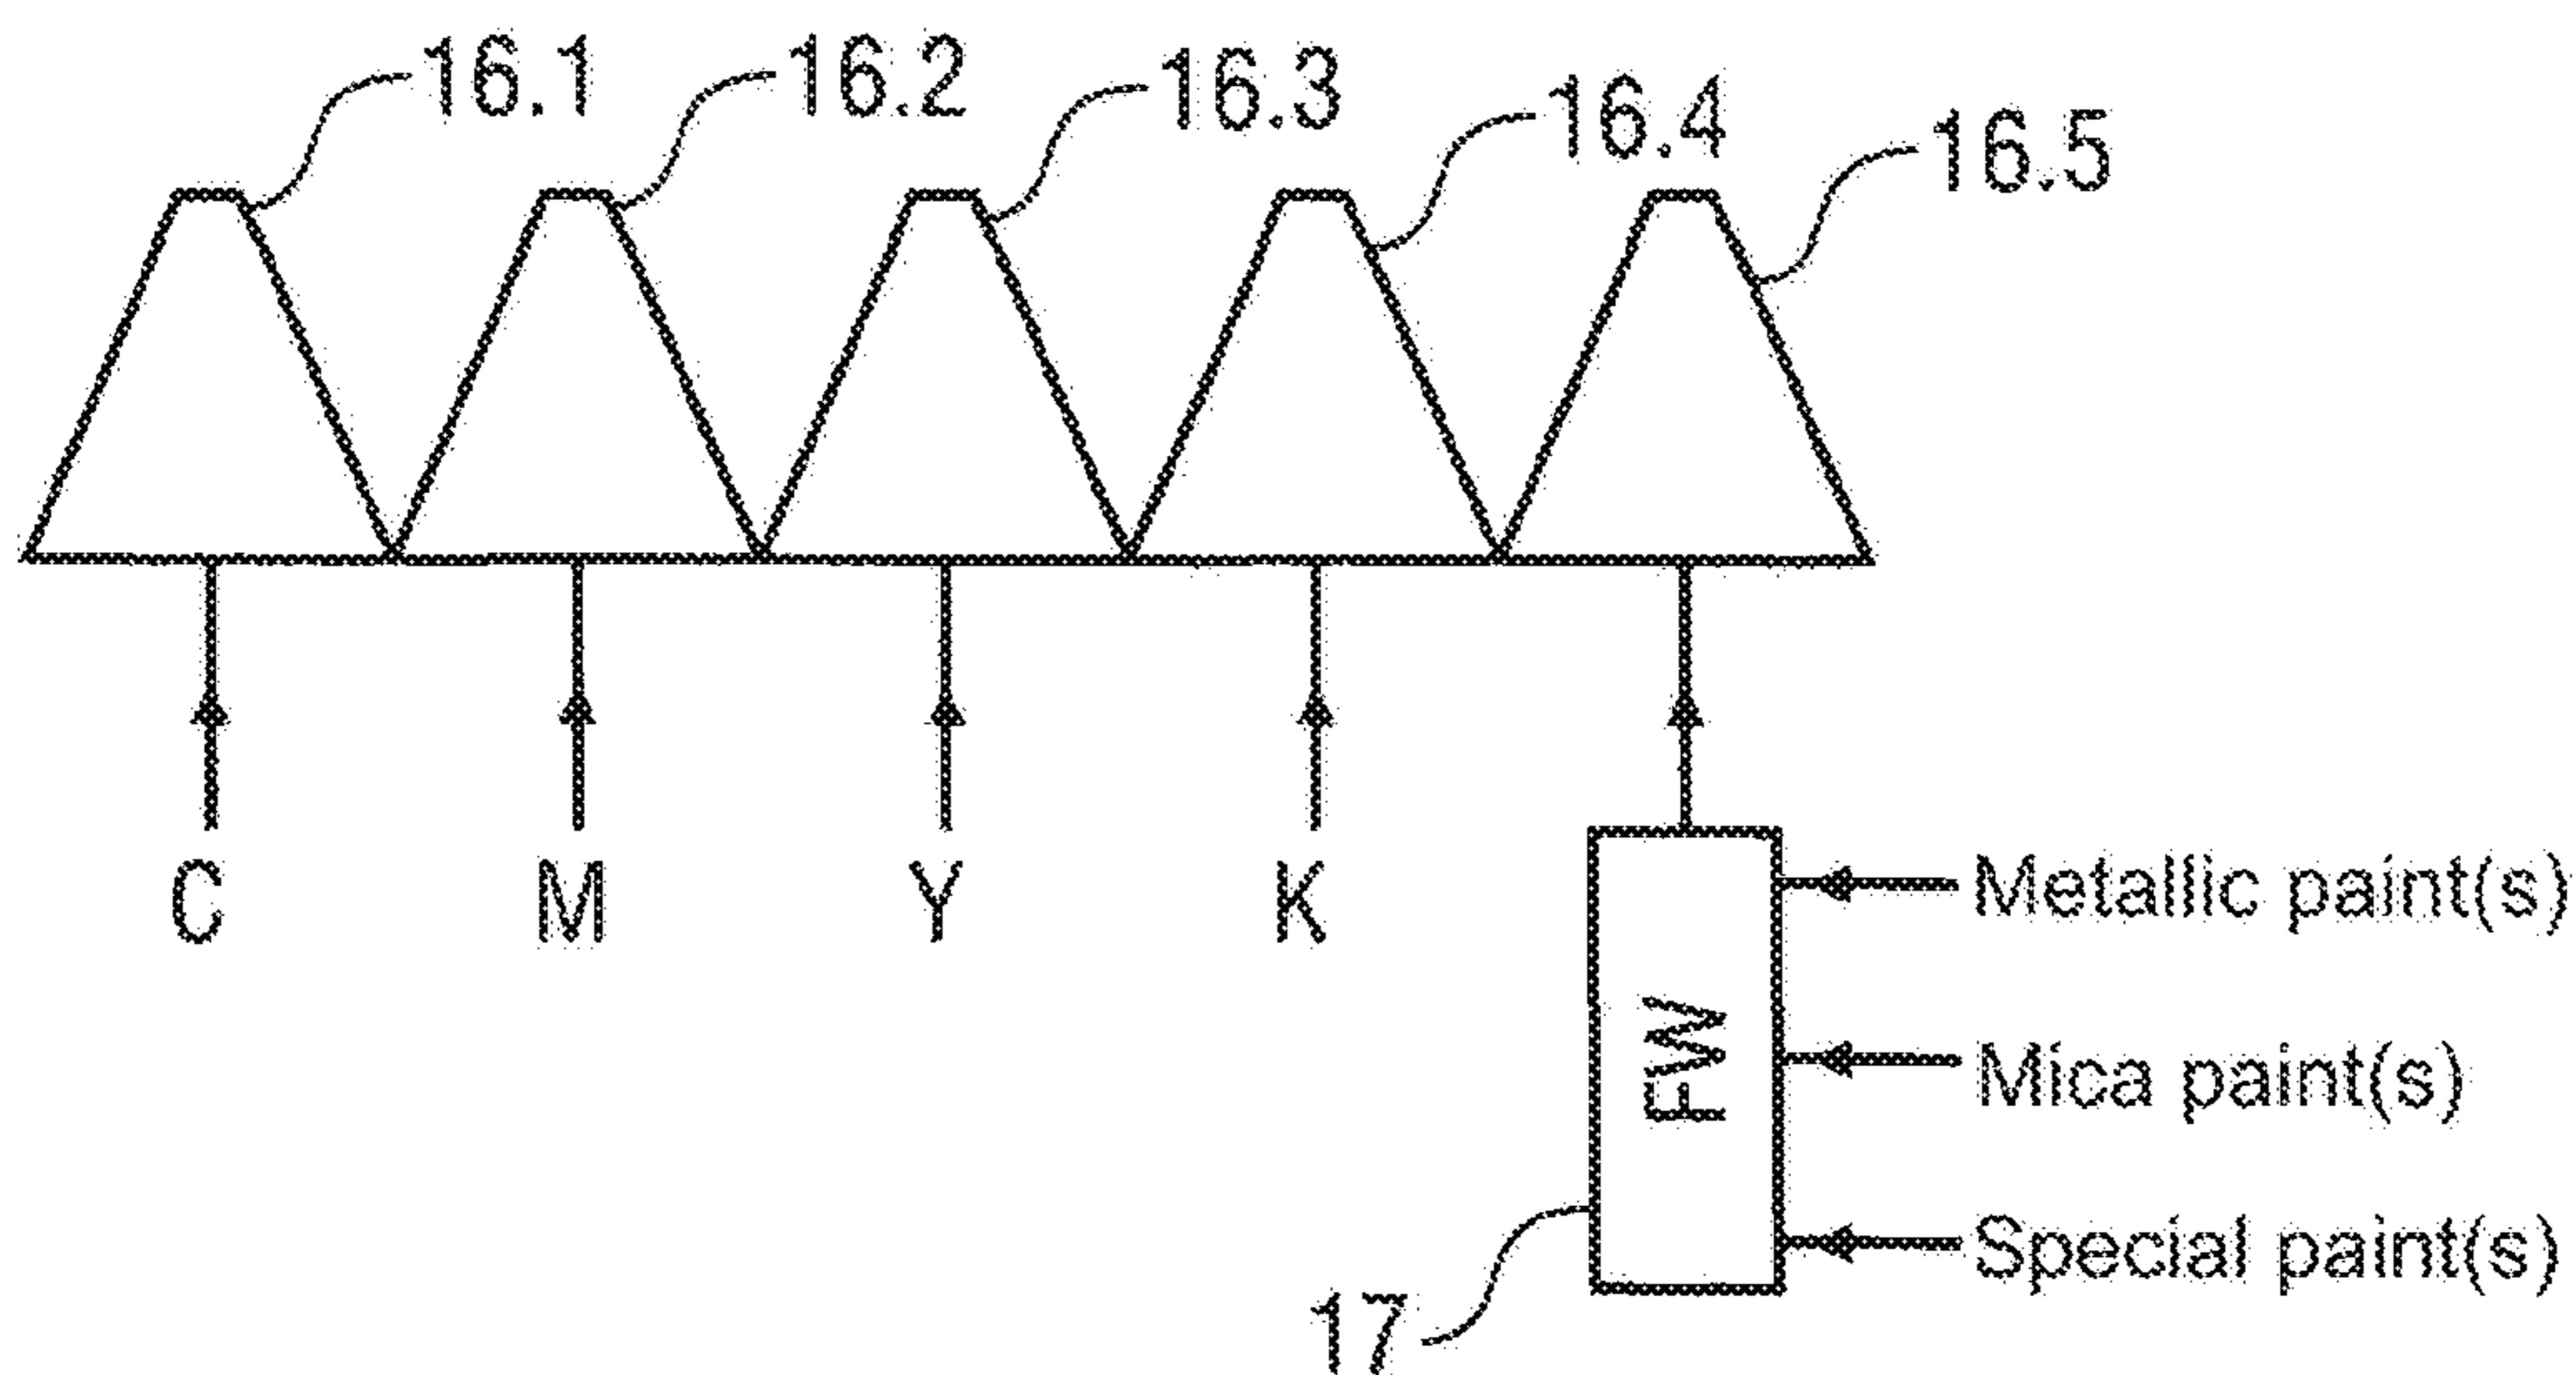 16.1
16.2
16.3
16.4
16.5
C
M
Y
K
FW
Metallic paint(s)
Mica paint(s)
Special paint(s)
17